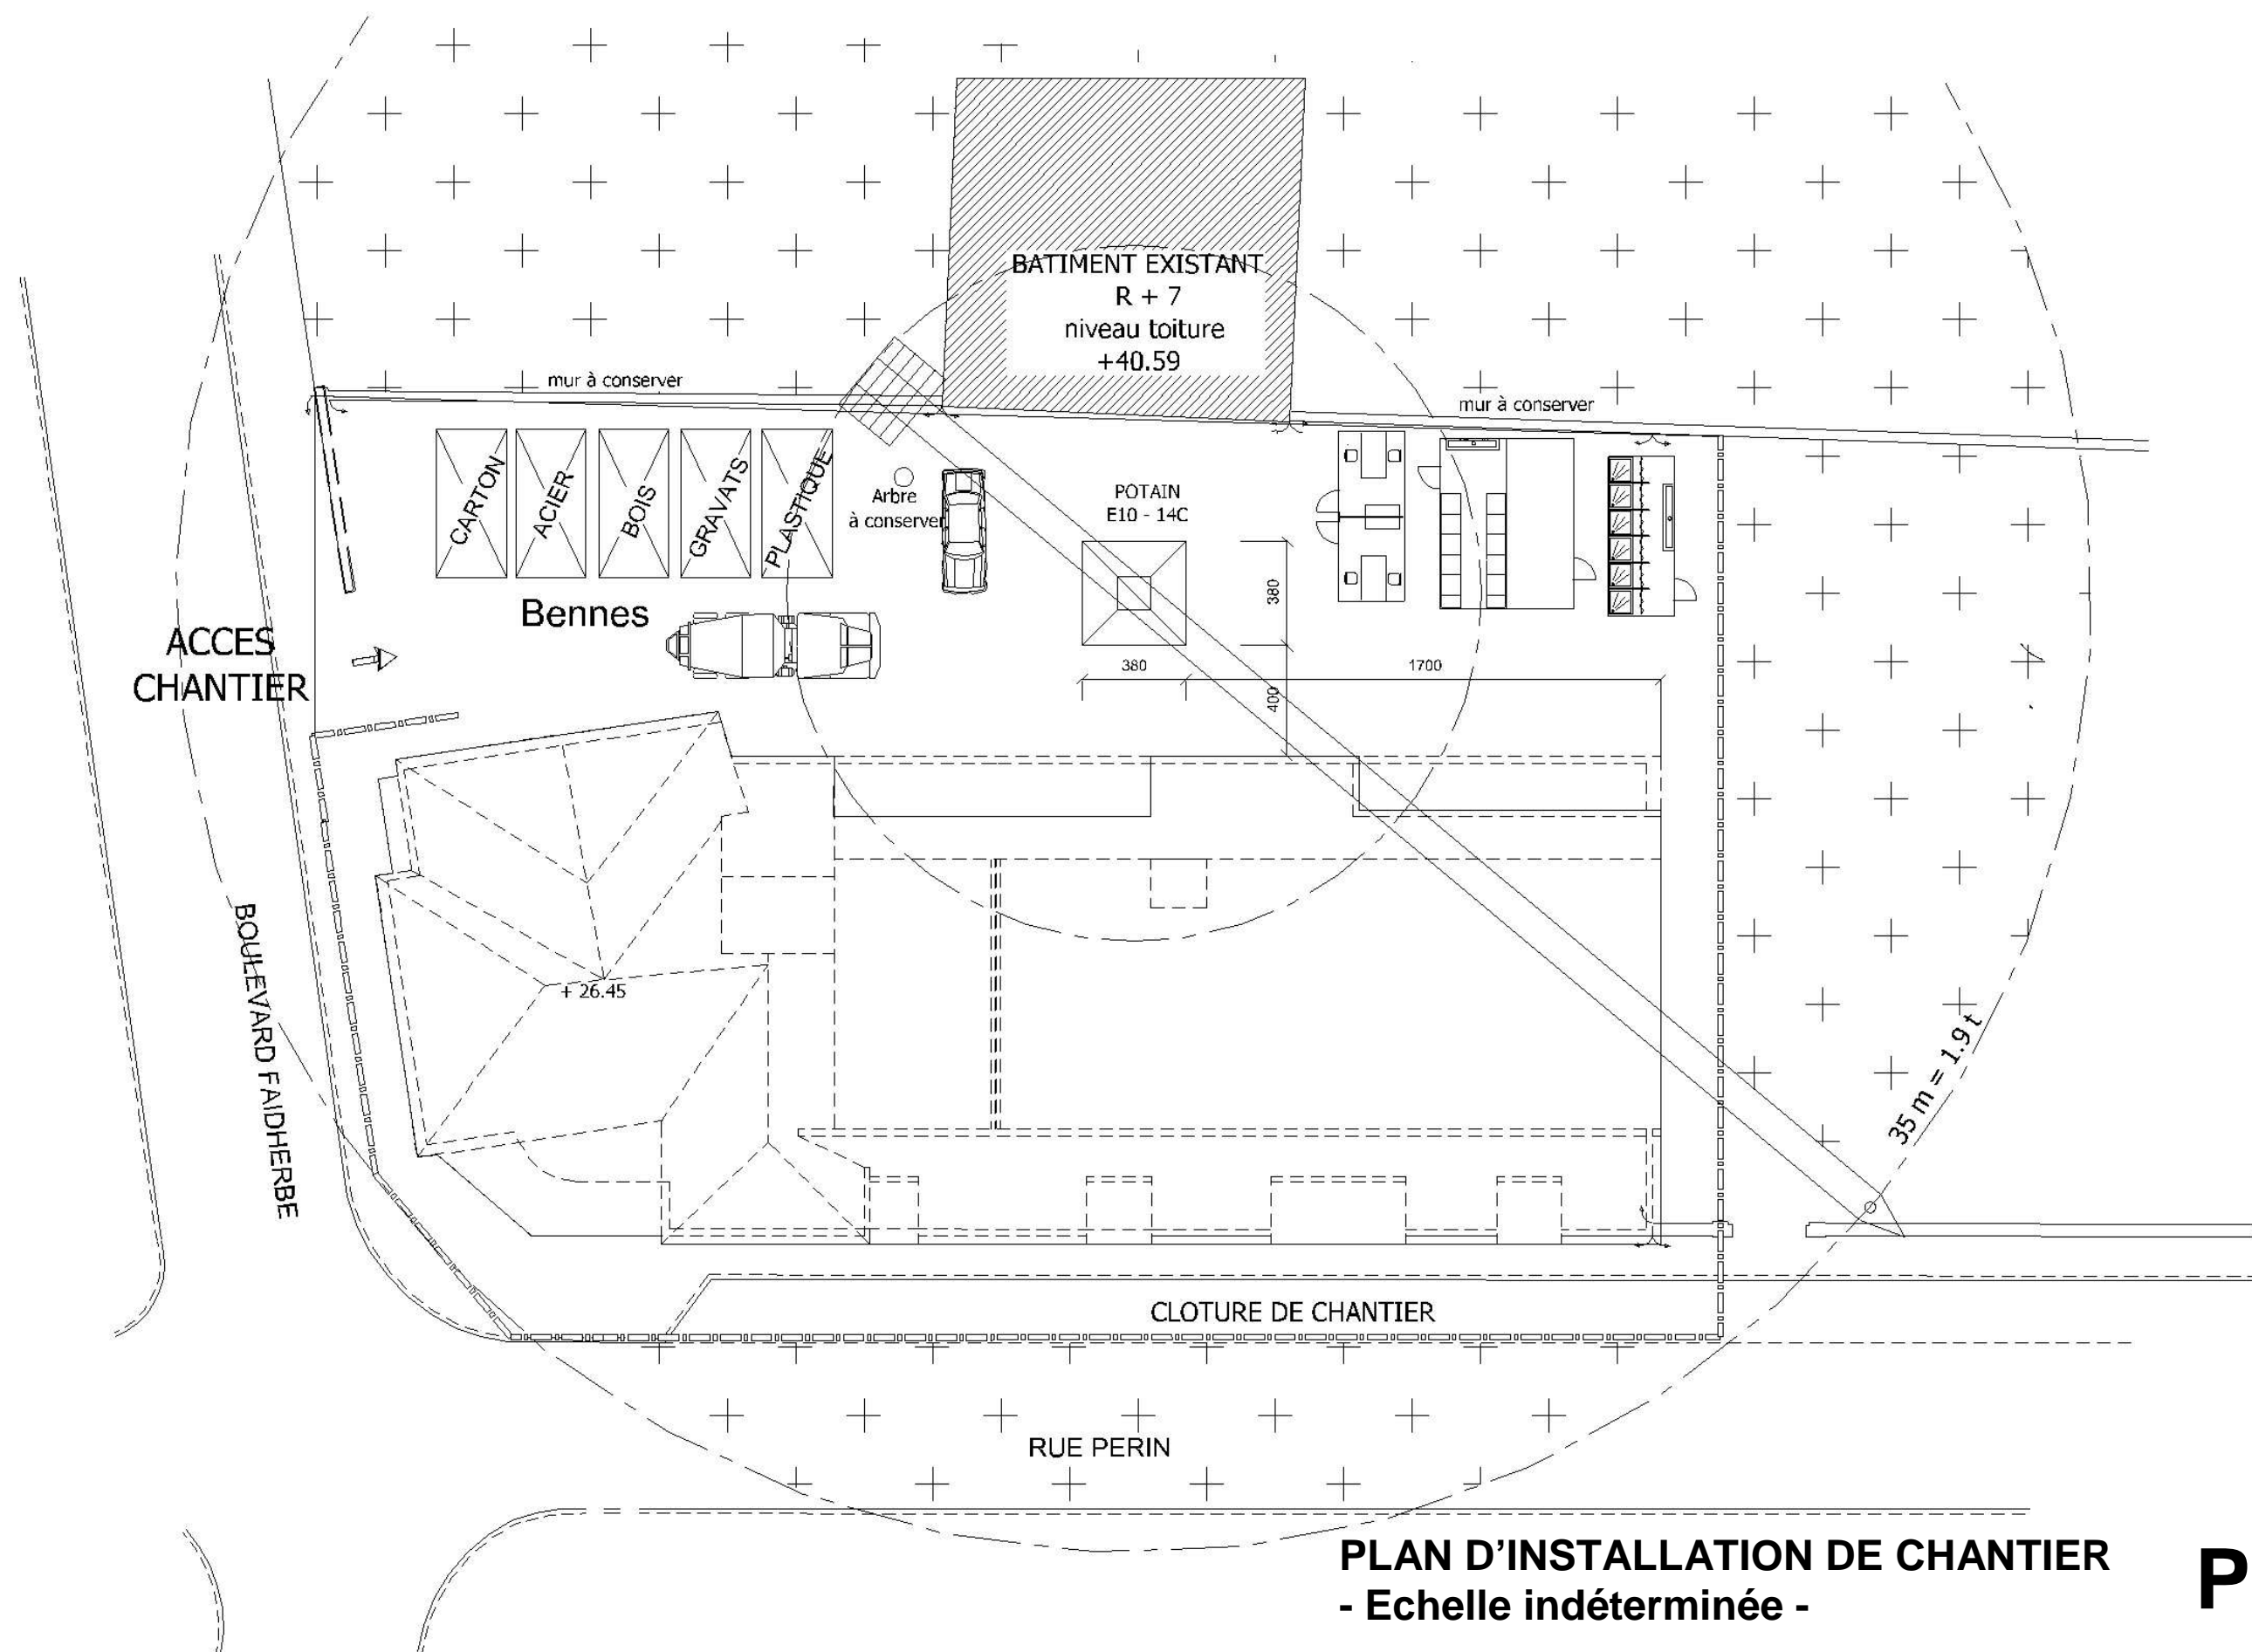 BATIMENT EXISTANT
R + 7
niveau toiture
+40.59
mur à conserver
mur à conserver
CARTON
ACIER
BOIS
GRAVATS
PLASTIQUE
Arbre
à conserver
POTAIN
E10 - 14C
380
380
1700
400
Bennes
ACCES
CHANTIER
BOULEVARD FAIDHERBE
+ 26.45
35 m = 1.9 t
CLOTURE DE CHANTIER
RUE PERIN
PLAN D’INSTALLATION DE CHANTIER
- Echelle indéterminée -
P